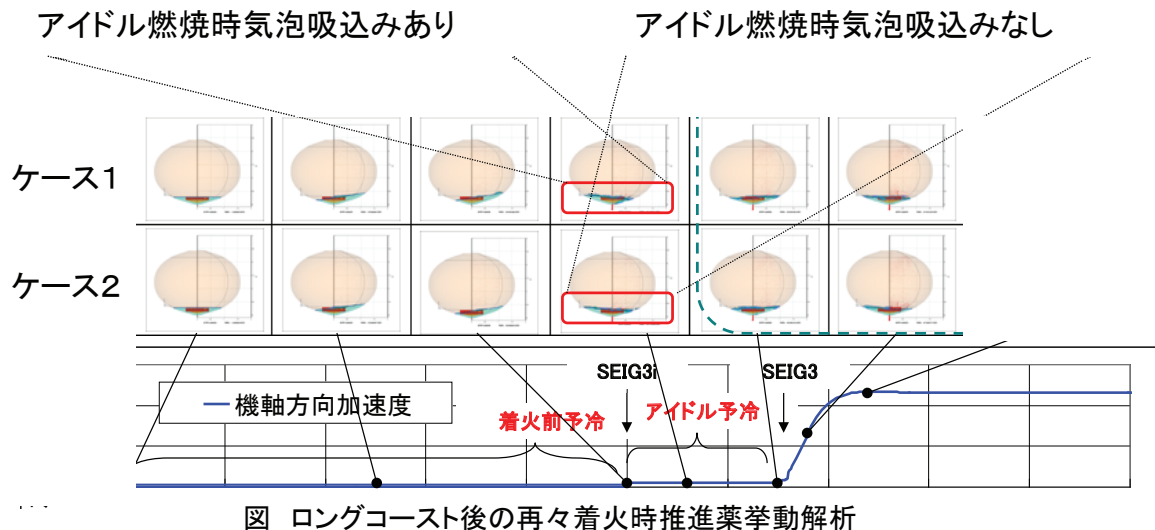 アイドル燃焼時気泡吸込みあり
アイドル燃焼時気泡吸込みなし
ケース1
ケース2
SEIG3i
SEIG3
機軸方向加速度
着火前予冷
アイドル予冷
図 ロングコースト後の再々着火時推進薬挙動解析